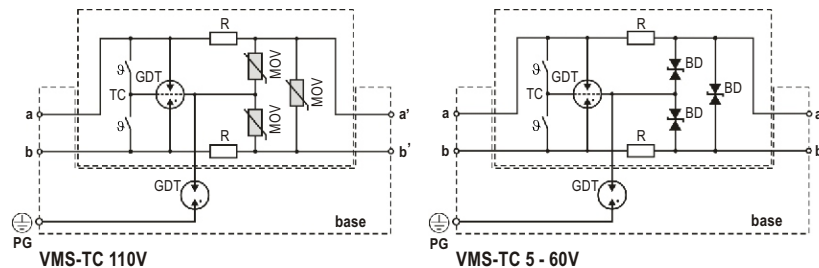 R
ϑ
GDT
MOV
MOV
TC
ϑ
MOV
a
a'
b
R
b'
GDT
base
PG
VMS-TC 110V
R
ϑ
GDT
BD
BD
TC
ϑ
BD
a
a
b
R
b
GDT
base
PG
VMS-TC 5 - 60V